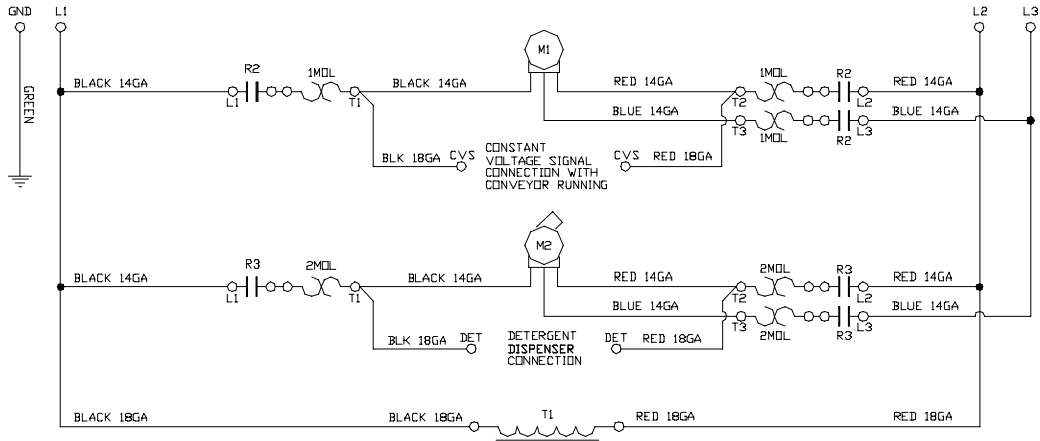 GND L1 L2 L3
M1
BLACK 14GA R2 1MOL BLACK 14GA RED 14GA 1MOL R2 RED 14GA
L1 T1 T2 L2
GREEN
BLUE 14GA BLUE 14GA
T3 1MOL R2 L3
BLK 18GA CVS CONSTANT
VOLTAGE SIGNAL
CONNECTION WITH
CONVEYOR RUNNING
CVS RED 18GA
M2
BLACK 14GA R3 2MOL BLACK 14GA RED 14GA 2MOL R3 RED 14GA
L1 T1 T2 L2
BLUE 14GA BLUE 14GA
T3 2MOL R3 L3
BLK 18GA DET DETERGENT
DISPENSER
CONNECTION
DET RED 18GA
BLACK 18GA BLACK 18GA T1 RED 18GA RED 18GA